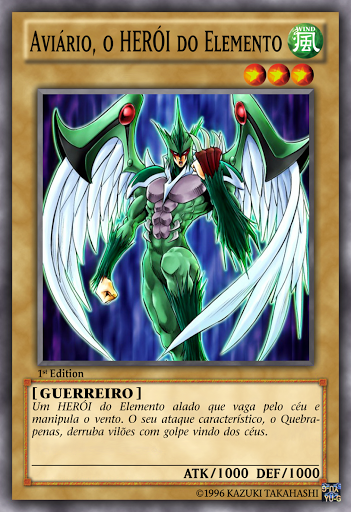 Aviário, o HERÓI do Elemento
WIND
風
1st Edition
[ GUERREIRO ]
Um HERÓI do Elemento alado que vaga pelo céu e
manipula o vento. O seu ataque característico, o Quebra-
penas, derruba vilões com golpe vindo dos céus.
ATK/1000 DEF/1000
©1996 KAZUKI TAKAHASHI